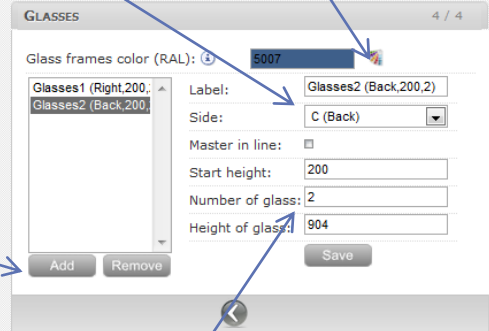 GLASSES 4 / 4
Glass frames color (RAL): i 5007
Glasses1 (Right,200,:
Glasses2 (Back,200,
Label: Glasses2 (Back,200,2)
Side: C (Back)
Master in line:
Start height: 200
Number of glass: 2
Height of glass: 904
Add Remove Save